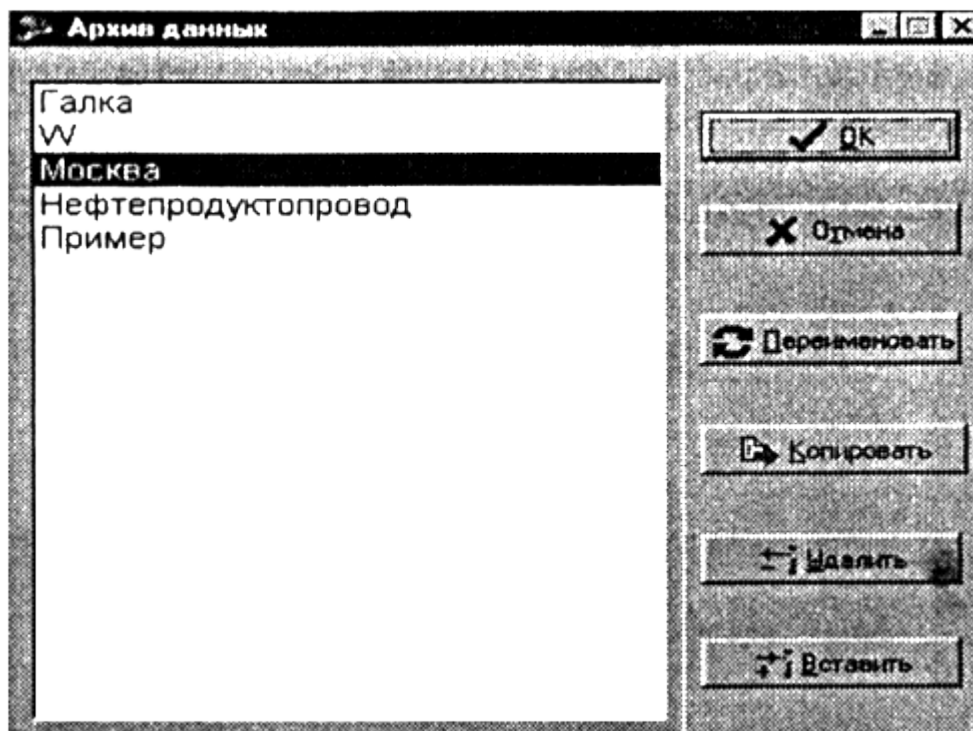 Архив данных
Галка
W
Москва
Нефтепродуктопровод
Пример
OK
Отмена
Переименовать
Копировать
Удалить
Вставить